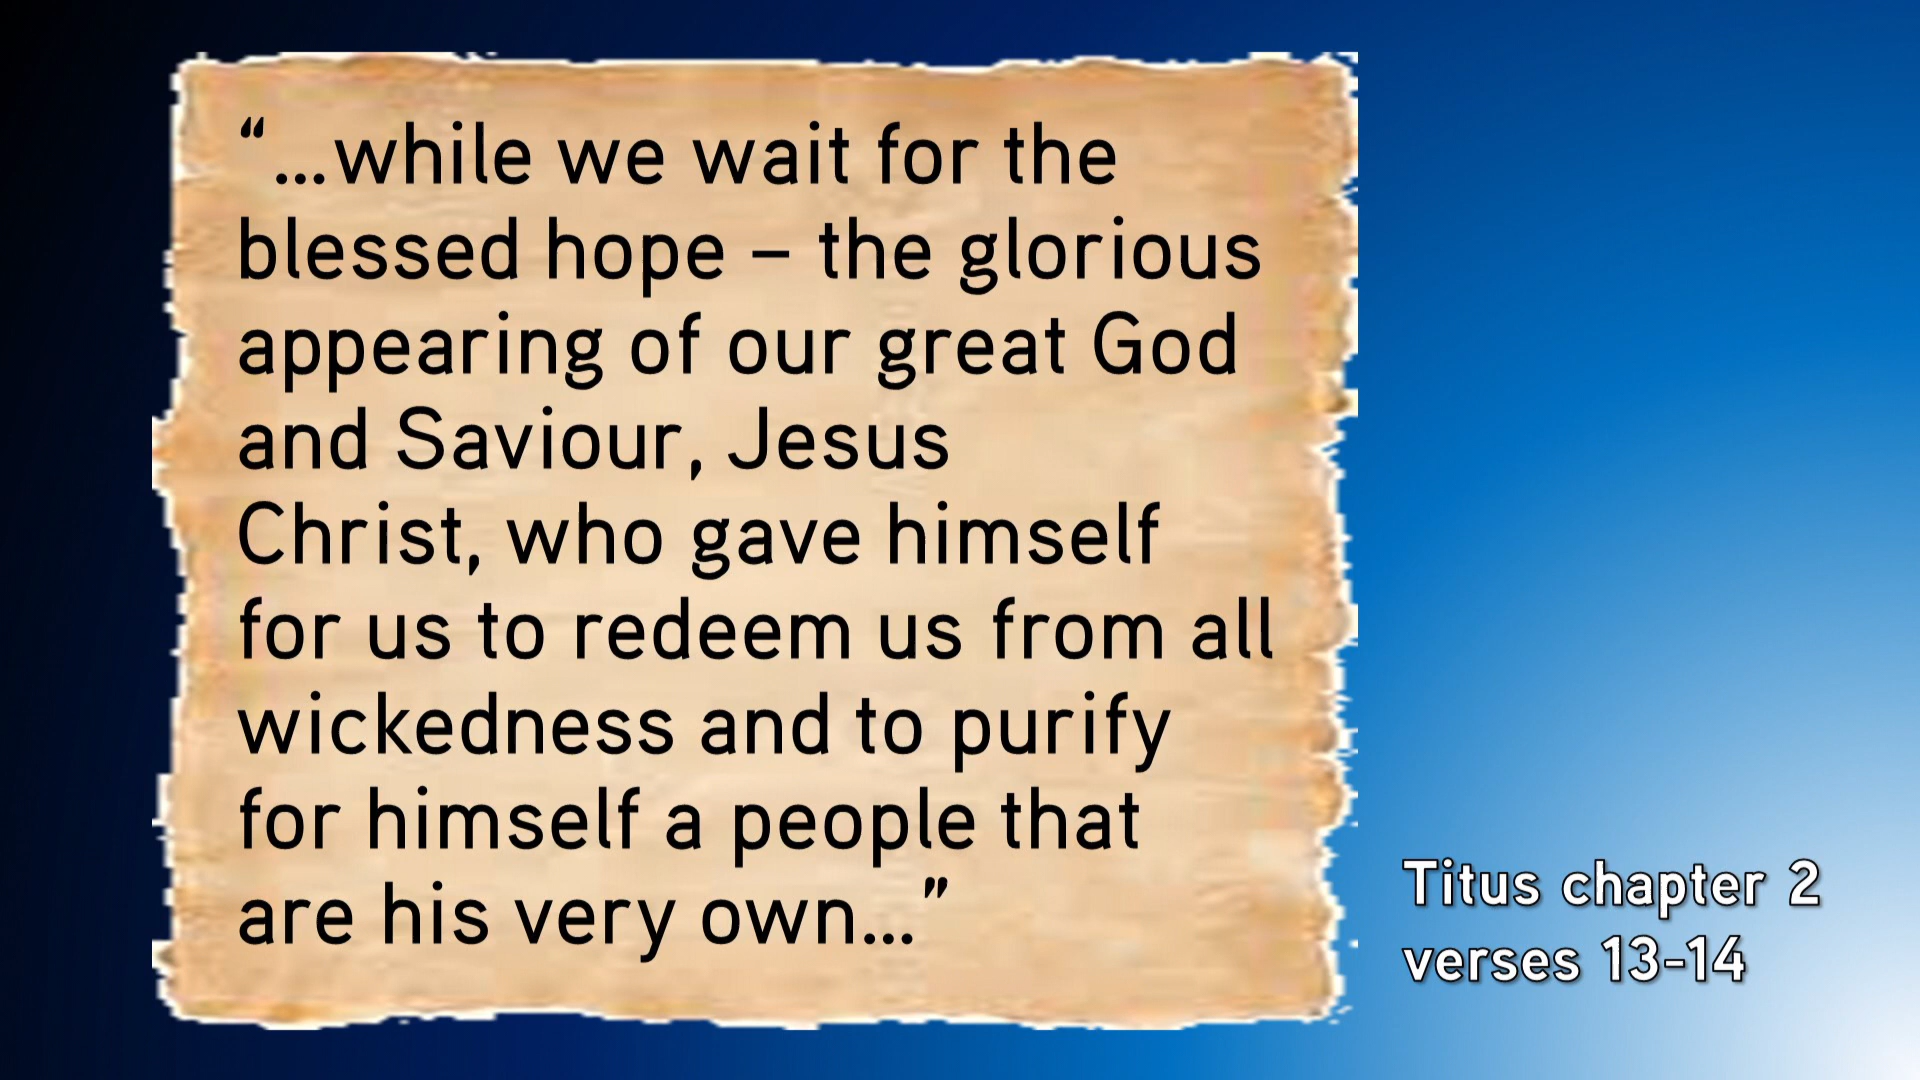 “…while we wait for the
blessed hope – the glorious
appearing of our great God
and Saviour, Jesus
Christ, who gave himself
for us to redeem us from all
wickedness and to purify
for himself a people that
are his very own…”
Titus chapter 2
verses 13-14